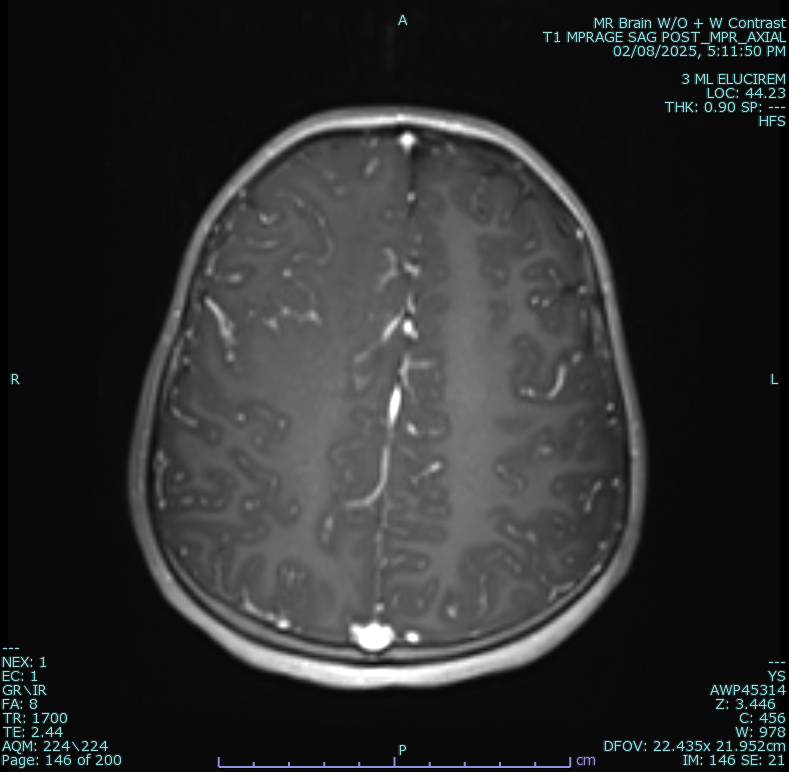 A
MR Brain W/O + W Contrast
T1 MPRAGE SAG POST_MPR_AXIAL
02/08/2025, 5:11:50 PM
3 ML ELUCIREM
LOC: 44.23
THK: 0.90 SP: ---
HFS
R
L
---
NEX: 1
EC: 1
GR\IR
FA: 8
TR: 1700
TE: 2.44
AQM: 224\224
Page: 146 of 200
P
cm
---
YS
AWP45314
Z: 3.446
C: 456
W: 978
DFOV: 22.435x 21.952cm
IM: 146 SE: 21